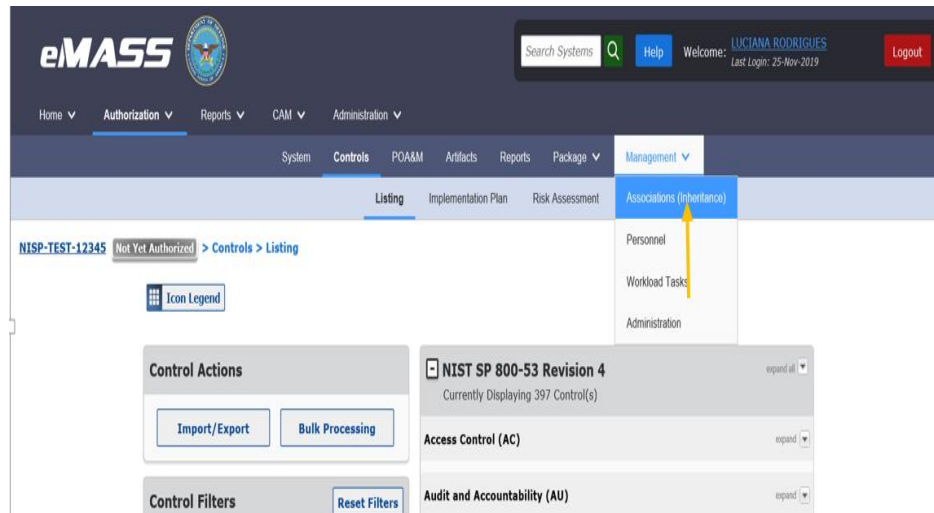 eMASS
Search Systems Help Welcome: LUCIANA RODRIGUES Logout
Last Login: 25-Nov-2019
Home Authorization Reports CAM Administration
System Controls POA&M Artifacts Reports Package Management
Listing Implementation Plan Risk Assessment Associations (Inheritance)
Personnel
NISP-TEST-12345 Not Yet Authorized > Controls > Listing
Workload Tasks
Icon Legend
Administration
Control Actions
Import/Export Bulk Processing
Control Filters Reset Filters
- NIST SP 800-53 Revision 4 expand all
Currently Displaying 397 Control(s)
Access Control (AC) expand
Audit and Accountability (AU) expand